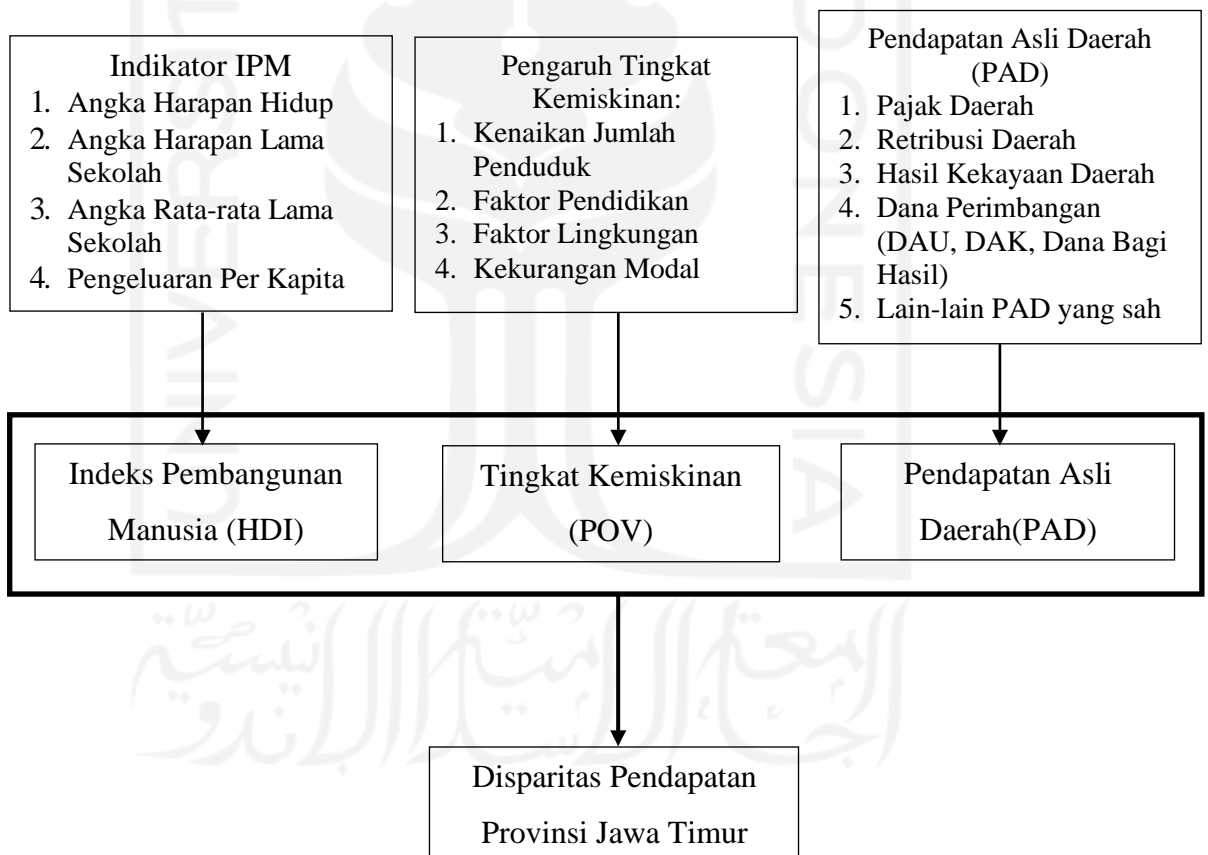 Indikator IPM
1. Angka Harapan Hidup
2. Angka Harapan Lama
Sekolah
3. Angka Rata-rata Lama
Sekolah
4. Pengeluaran Per Kapita
Pengaruh Tingkat
Kemiskinan:
1. Kenaikan Jumlah
Penduduk
2. Faktor Pendidikan
3. Faktor Lingkungan
4. Kekurangan Modal
Pendapatan Asli Daerah
(PAD)
1. Pajak Daerah
2. Retribusi Daerah
3. Hasil Kekayaan Daerah
4. Dana Perimbangan
(DAU, DAK, Dana Bagi
Hasil)
5. Lain-lain PAD yang sah
Indeks Pembangunan
Manusia (HDI)
Tingkat Kemiskinan
(POV)
Pendapatan Asli
Daerah(PAD)
Disparitas Pendapatan
Provinsi Jawa Timur